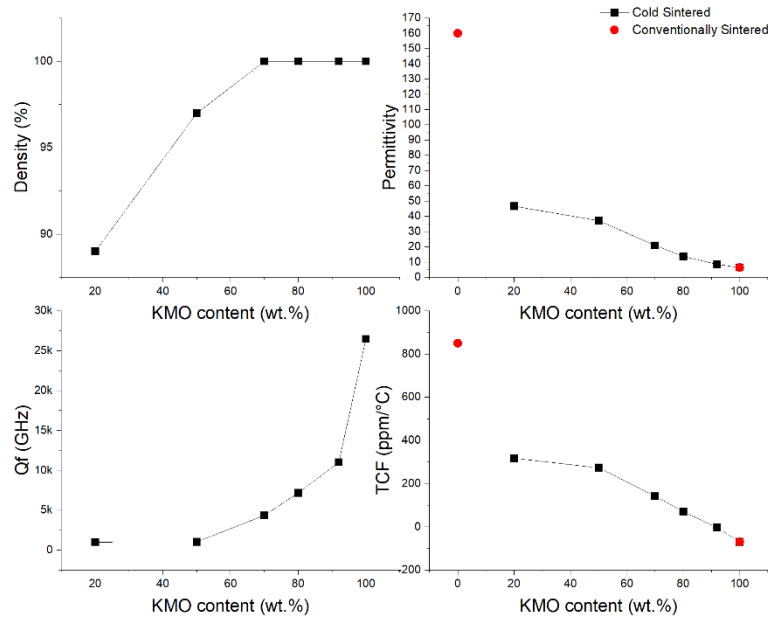 Cold Sintered
Conventionally Sintered
100
95
90
Density (%)
20 40 60 80 100
KMO content (wt.%)
170
160
150
140
130
120
110
100
90
80
70
60
50
40
30
20
10
0
Permittivity
0 20 40 60 80 100
KMO content (wt.%)
30k
25k
20k
15k
10k
5k
0
Qf (GHz)
20 40 60 80 100
KMO content (wt.%)
1000
800
600
400
200
0
-200
TCF (ppm/°C)
0 20 40 60 80 100
KMO content (wt.%)